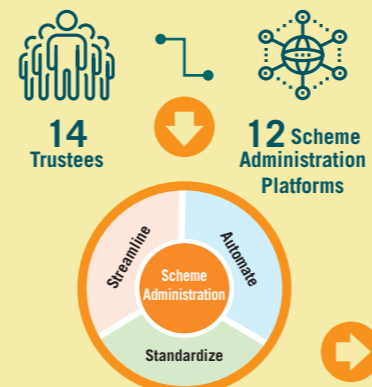 14
Trustees
12 Scheme
Administration
Platforms
Streamline
Automate
Scheme
Administration
Standardize